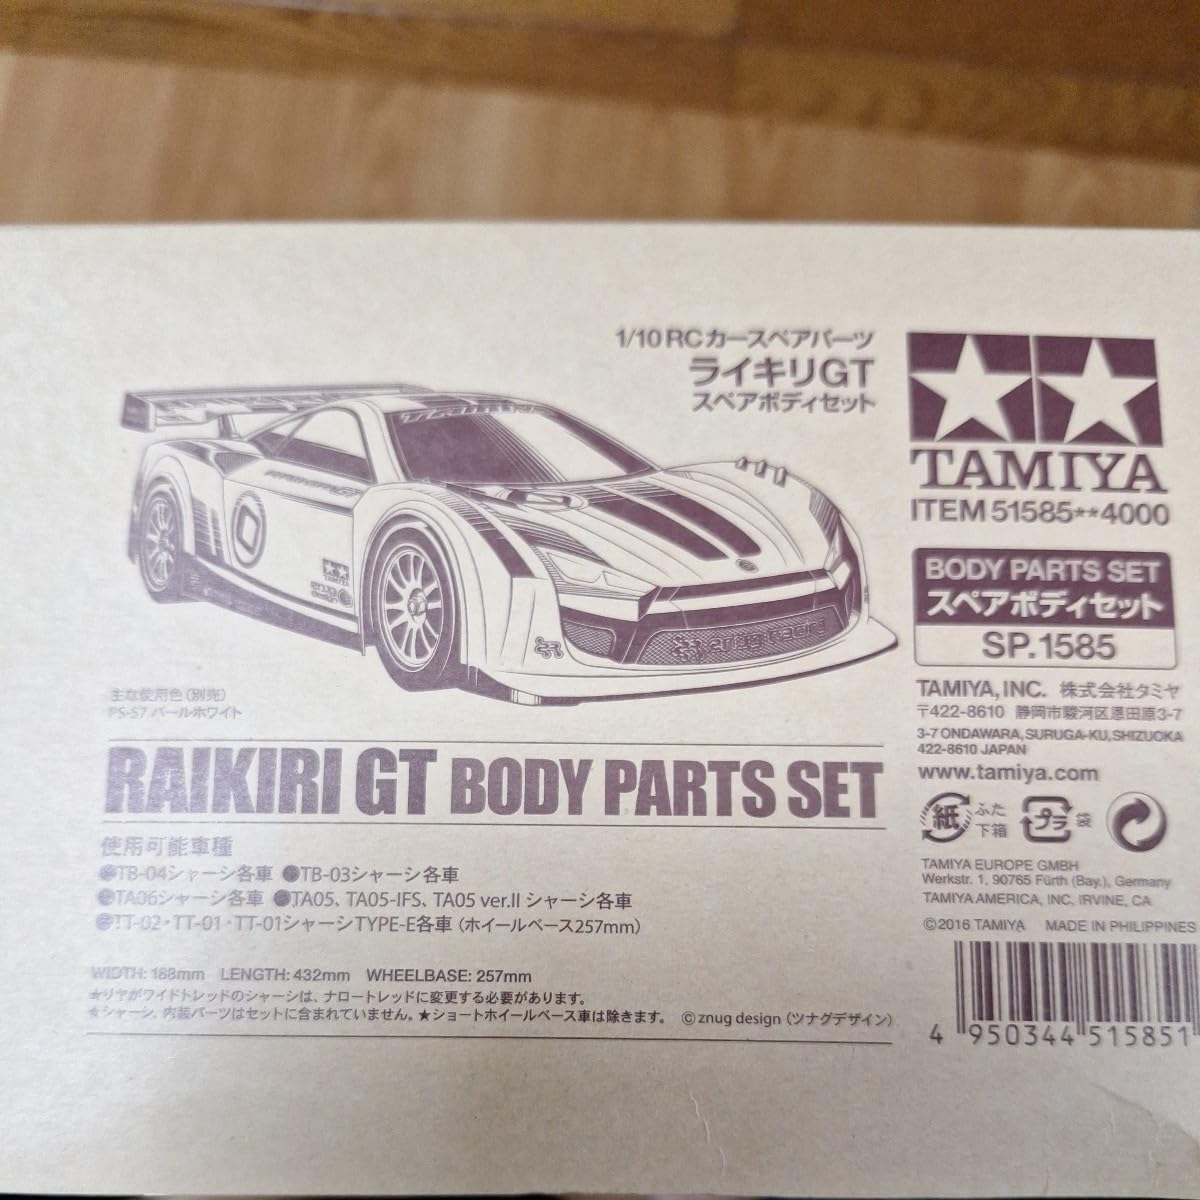 1/10 RCカースペアパーツ
ライキリGT
スペアボディセット
TAMIYA
ITEM 51585**4000
BODY PARTS SET
スペアボディセット
SP.1585
TAMIYA, INC. 株式会社タミヤ
〒422-8610 静岡市駿河区恩田原3-7
3-7 ONDAWARA, SURUGA-KU, SHIZUOKA
422-8610 JAPAN
www.tamiya.com
紙 ふた
下箱
プラ 袋
TAMIYA EUROPE GMBH
Werkstr. 1, 90765 Fürth (Bay.), Germany
TAMIYA AMERICA, INC. IRVINE, CA
©2016 TAMIYA MADE IN PHILIPPINES
4 950344 515851
TAMIYA
znug
design
znug racing
主な使用色（別売）
PS-57 パールホワイト
RAIKIRI GT BODY PARTS SET
使用可能車種
●TB-04シャーシ各車 ●TB-03シャーシ各車
●TA06シャーシ各車 ●TA05、TA05-IFS、TA05 ver.II シャーシ各車
●TT-02・TT-01・TT-01シャーシTYPE-E各車（ホイールベース257mm）
WIDTH: 188mm LENGTH: 432mm WHEELBASE: 257mm
★リヤがワイドトレッドのシャーシは、ナロートレッドに変更する必要があります。
★シャーシ、内装パーツはセットに含まれていません。★ショートホイールベース車は除きます。 ©znug design（ツナグデザイン）